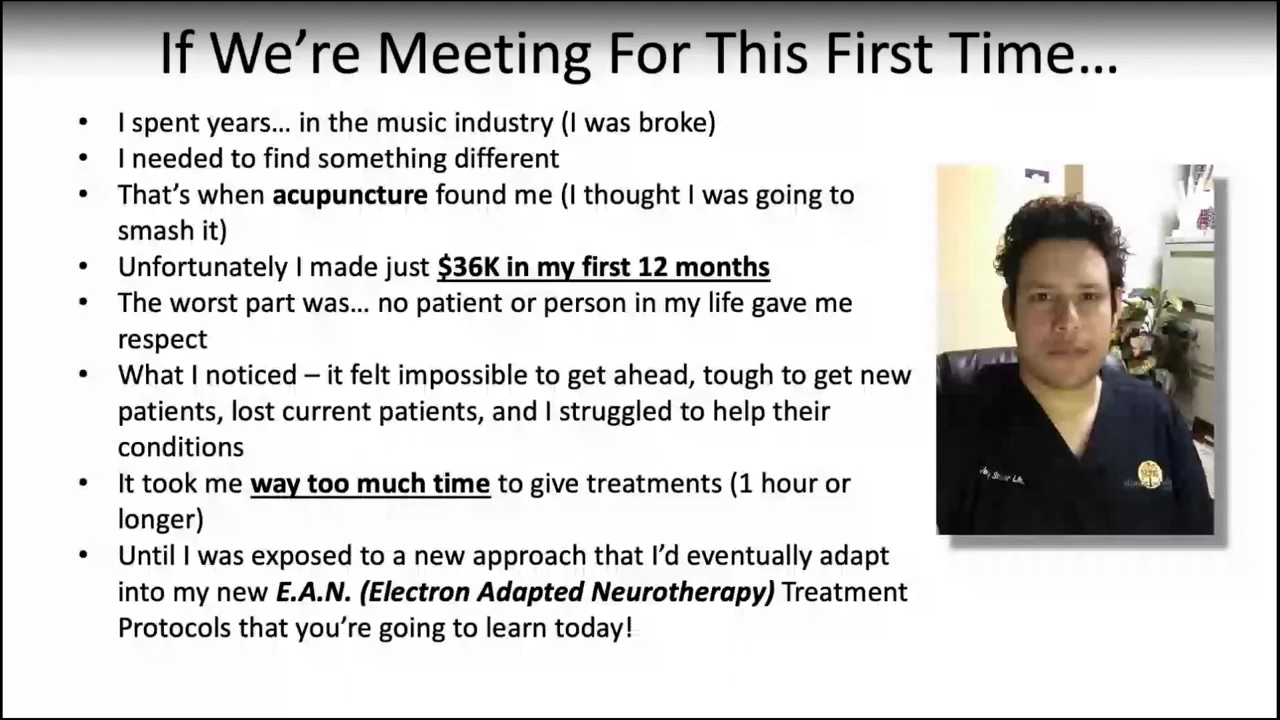 If We're Meeting For This First Time...
• I spent years... in the music industry (I was broke)
• I needed to find something different
• That's when acupuncture found me (I thought I was going to
smash it)
• Unfortunately I made just $36K in my first 12 months
• The worst part was... no patient or person in my life gave me
respect
• What I noticed – it felt impossible to get ahead, tough to get new
patients, lost current patients, and I struggled to help their
conditions
• It took me way too much time to give treatments (1 hour or
longer)
• Until I was exposed to a new approach that I'd eventually adapt
into my new E.A.N. (Electron Adapted Neurotherapy) Treatment
Protocols that you're going to learn today!